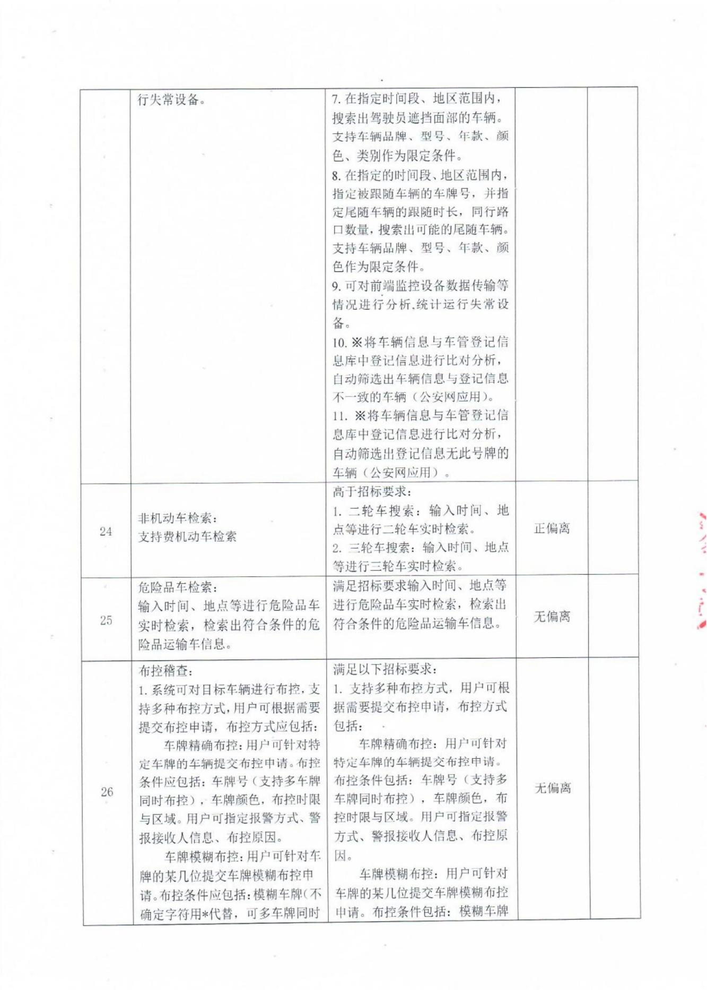 行失常设备。
7. 在指定时间段、地区范围内，
搜索出驾驶员遮挡面部的车辆。
支持车辆品牌、型号、年款、颜
色、类别作为限定条件。
8. 在指定的时间段、地区范围内，
指定被跟随车辆的车牌号，并指
定尾随车辆的跟随时长，同行路
口数量，搜索出可能的尾随车辆。
支持车辆品牌、型号、年款、颜
色作为限定条件。
9. 可对前端监控设备数据传输等
情况进行分析,统计运行失常设
备。
10. ※将车辆信息与车管登记信
息库中登记信息进行比对分析，
自动筛选出车辆信息与登记信息
不一致的车辆（公安网应用）。
11. ※将车辆信息与车管登记信
息库中登记信息进行比对分析，
自动筛选出登记信息无此号牌的
车辆（公安网应用）。
24
非机动车检索：
支持费机动车检索
高于招标要求：
1. 二轮车搜索：输入时间、地
点等进行二轮车实时检索。
2. 三轮车搜索：输入时间、地点
等进行三轮车实时检索。
正偏离
25
危险品车检索：
输入时间、地点等进行危险品车
实时检索，检索出符合条件的危
险品运输车信息。
满足招标要求输入时间、地点等
进行危险品车实时检索，检索出
符合条件的危险品运输车信息。
无偏离
26
布控稽查：
1. 系统可对目标车辆进行布控，支
持多种布控方式，用户可根据需要
提交布控申请，布控方式应包括：
车牌精确布控：用户可针对特
定车牌的车辆提交布控申请。布控
条件应包括：车牌号（支持多车牌
同时布控），车牌颜色，布控时限
与区域。用户可指定报警方式、警
报接收人信息、布控原因。
车牌模糊布控：用户可针对车
牌的某几位提交车牌模糊布控申
请。布控条件应包括：模糊车牌（不
确定字符用*代替，可多车牌同时
满足以下招标要求：
1. 支持多种布控方式，用户可根
据需要提交布控申请，布控方式
包括：
车牌精确布控：用户可针对
特定车牌的车辆提交布控申请。
布控条件包括：车牌号（支持多
车牌同时布控），车牌颜色，布
控时限与区域。用户可指定报警
方式、警报接收人信息、布控原
因。
车牌模糊布控：用户可针对
车牌的某几位提交车牌模糊布控
申请。布控条件包括：模糊车牌
无偏离